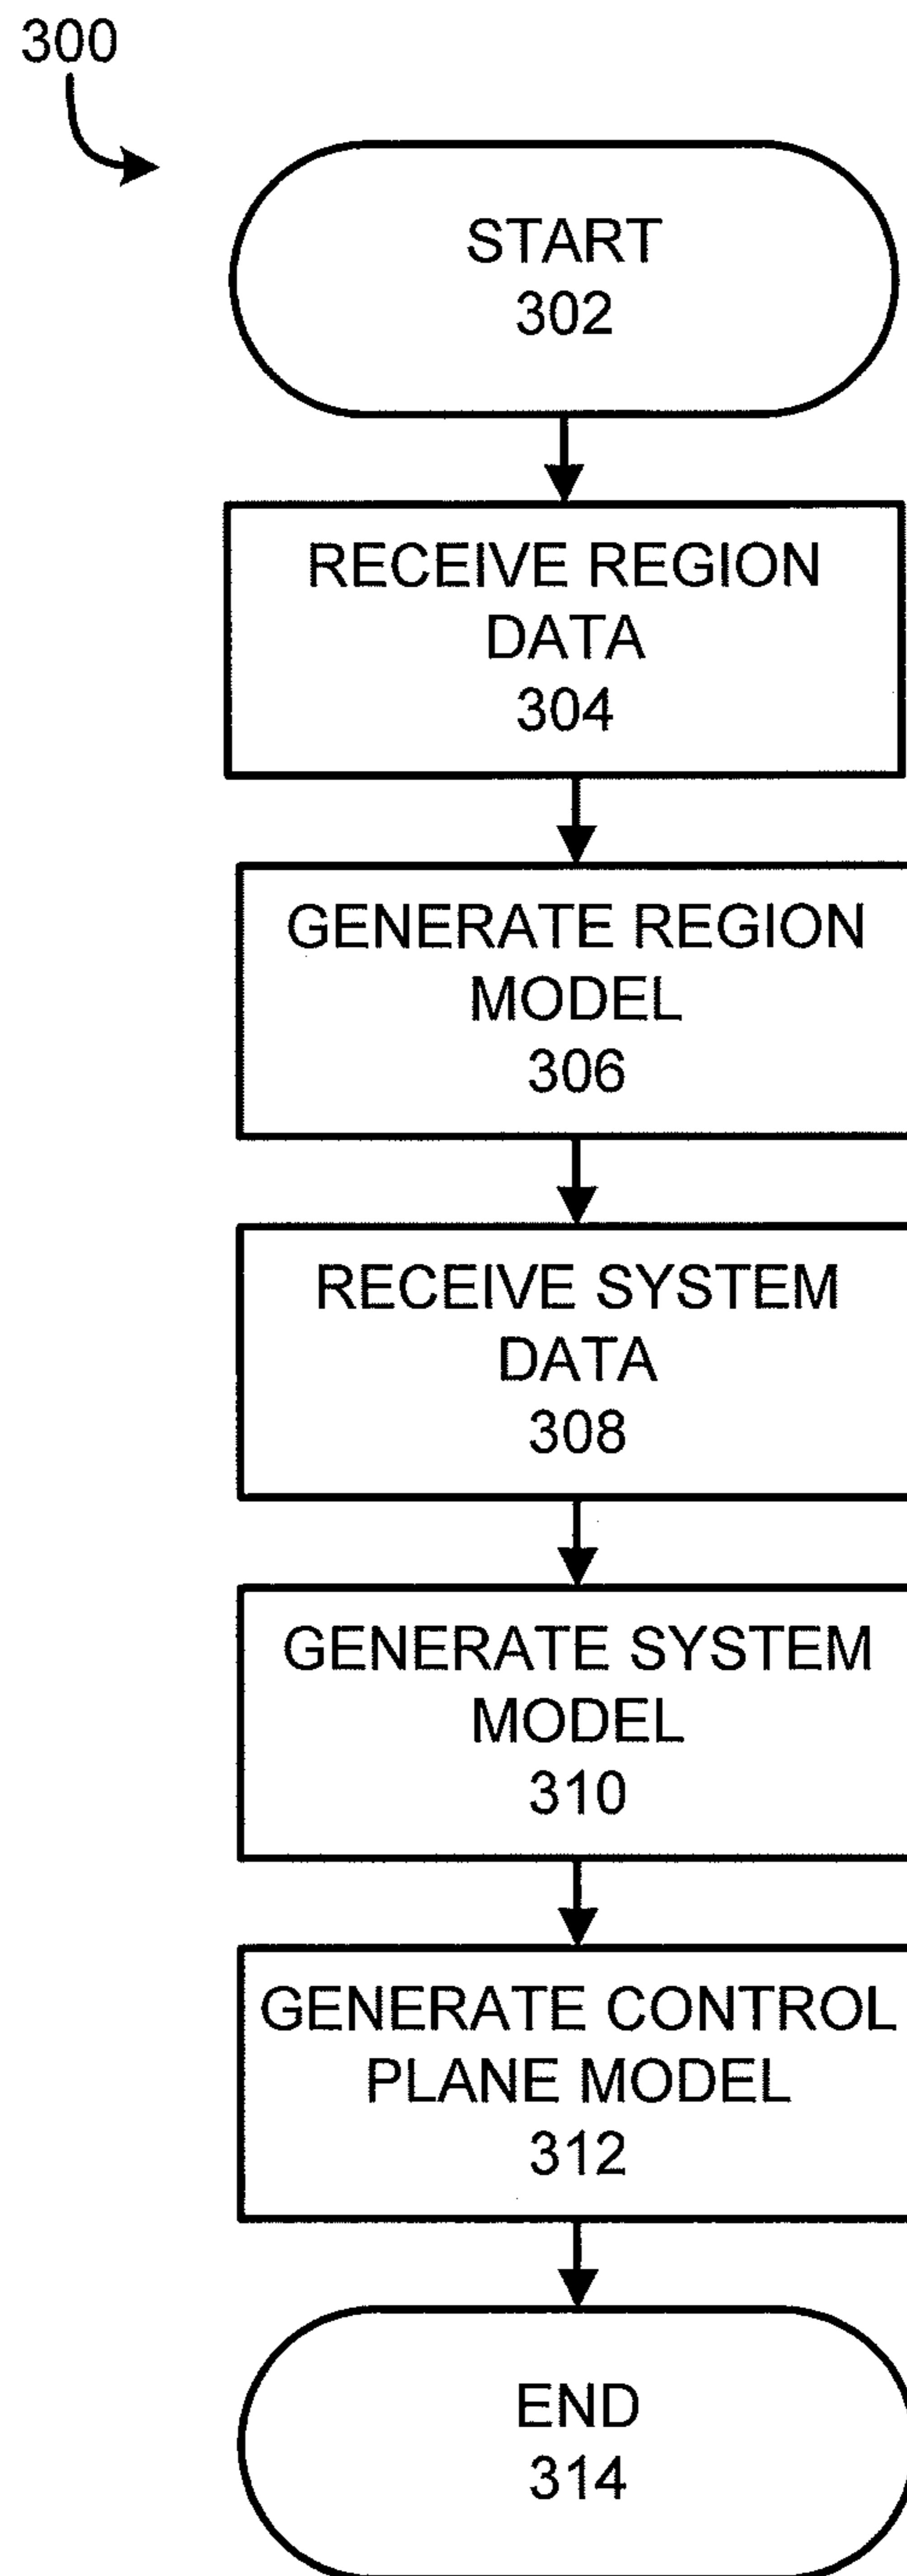 300
START
302
RECEIVE REGION
DATA
304
GENERATE REGION
MODEL
306
RECEIVE SYSTEM
DATA
308
GENERATE SYSTEM
MODEL
310
GENERATE CONTROL
PLANE MODEL
312
END
314